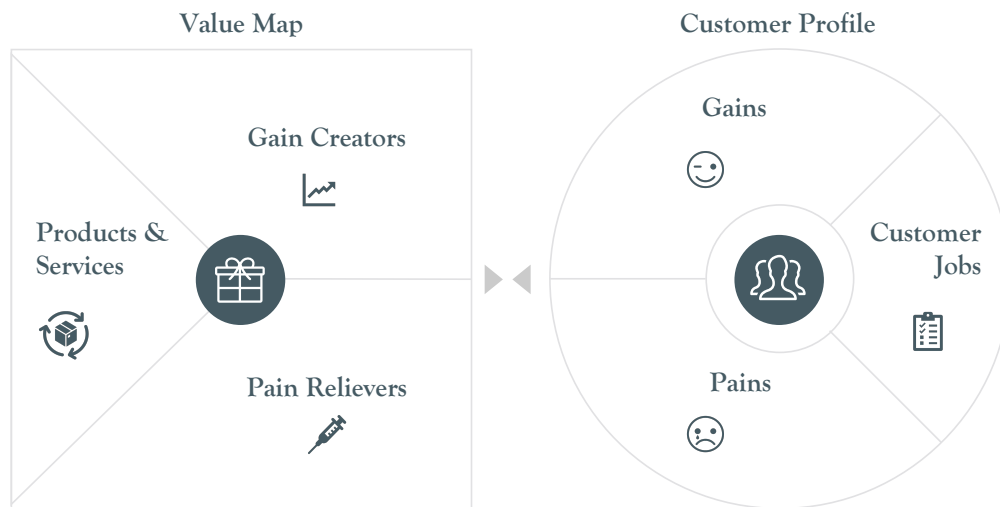 Value Map
Gain Creators
Products &
Services
Pain Relievers
Customer Profile
Gains
Customer
Jobs
Pains